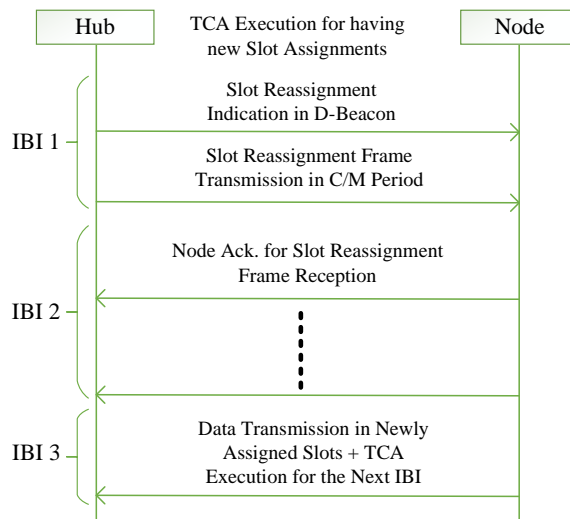 Hub
TCA Execution for having
new Slot Assignments
Node
Slot Reassignment
Indication in D-Beacon
IBI 1
Slot Reassignment Frame
Transmission in C/M Period
Node Ack. for Slot Reassignment
Frame Reception
IBI 2
Data Transmission in Newly
Assigned Slots + TCA
Execution for the Next IBI
IBI 3